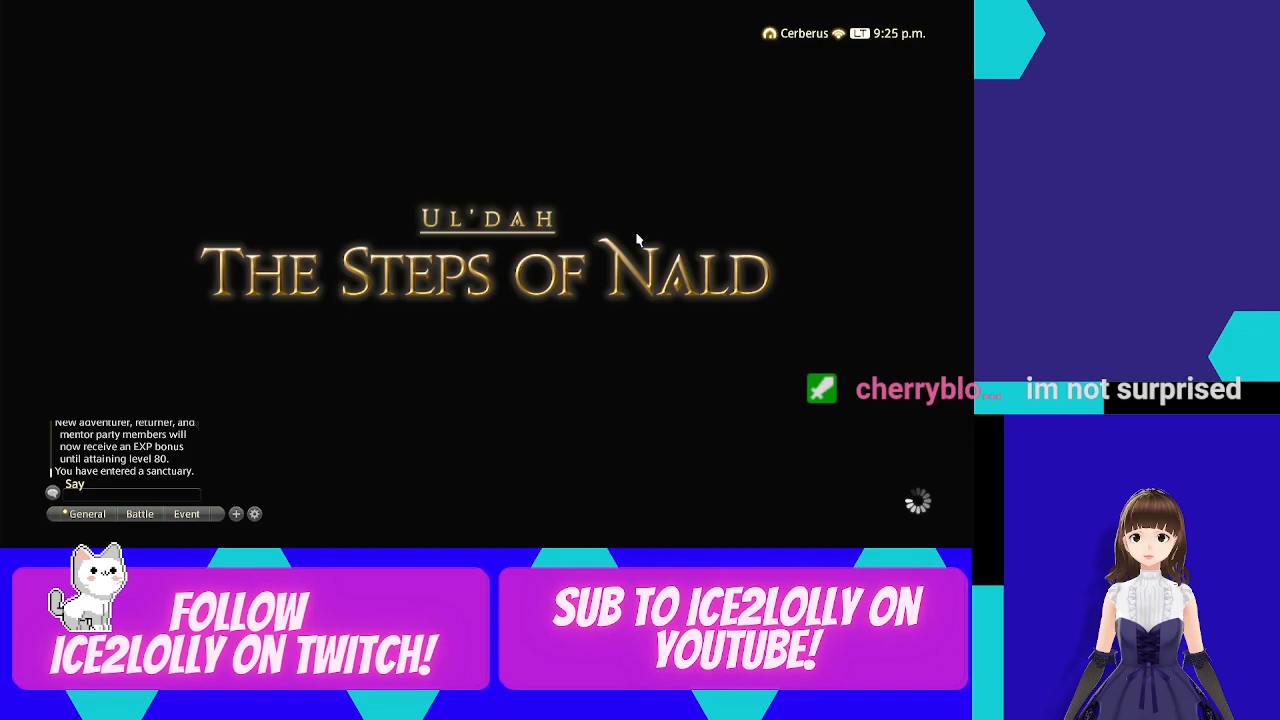 Cerberus LT 9:25 p.m.
UL'DAH
THE STEPS OF NALD
cherryblo... im not surprised
New adventurer, returner, and
mentor party members will
now receive an EXP bonus
until attaining level 80.
You have entered a sanctuary.
Say
General Battle Event
FOLLOW
ICE2LOLLY ON TWITCH!
SUB TO ICE2LOLLY ON
YOUTUBE!